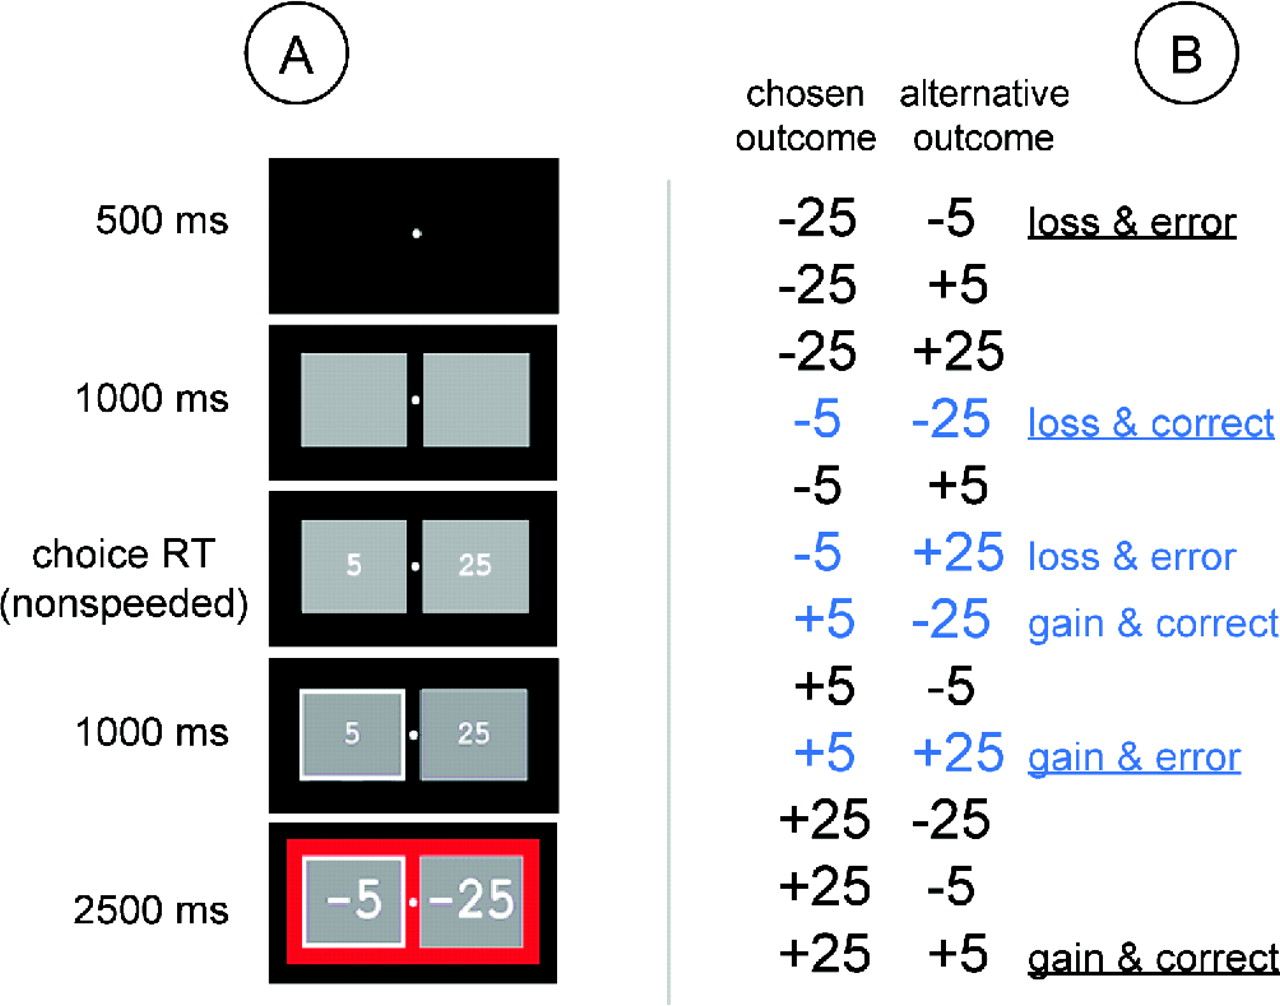 A
500 ms
1000 ms
choice RT
(nonspeeded)
5 25
1000 ms
5 25
2500 ms
-5 -25
B
chosen alternative
outcome outcome
-25 -5 loss & error
-25 +5
-25 +25
-5 -25 loss & correct
-5 +5
-5 +25 loss & error
+5 -25 gain & correct
+5 -5
+5 +25 gain & error
+25 -25
+25 -5
+25 +5 gain & correct